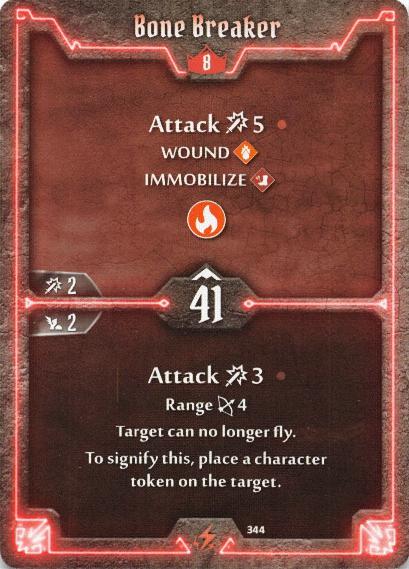 Bone Breaker
8
Attack 5
WOUND
IMMOBILIZE
2
41
2
Attack 3
Range 4
Target can no longer fly.
To signify this, place a character
token on the target.
344